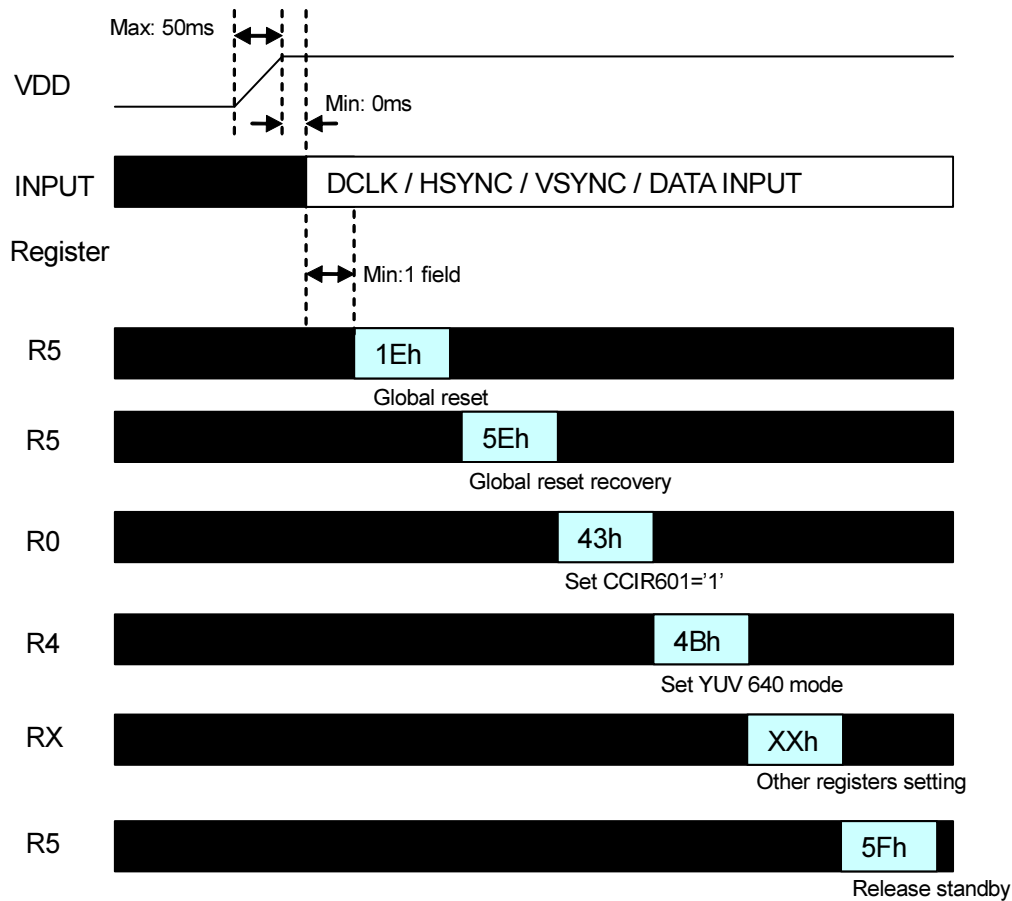 Max: 50ms
VDD
Min: 0ms
INPUT
DCLK / HSYNC / VSYNC / DATA INPUT
Register
Min:1 field
R5
1Eh
Global reset
R5
5Eh
Global reset recovery
R0
43h
Set CCIR601='1'
R4
4Bh
Set YUV 640 mode
RX
XXh
Other registers setting
R5
5Fh
Release standby